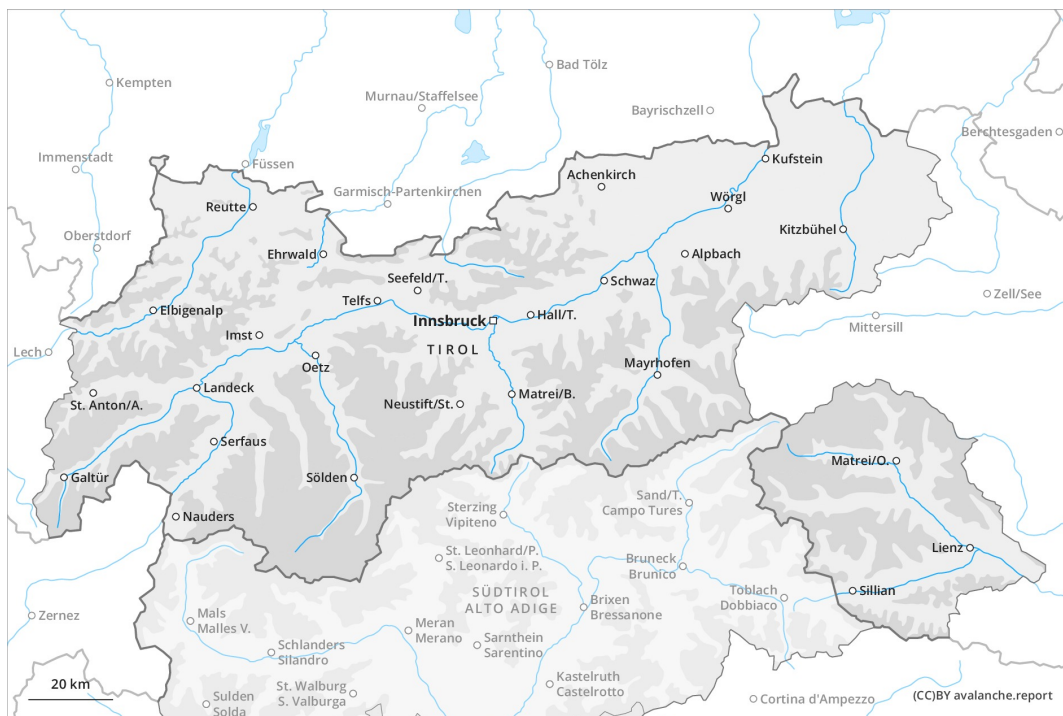 Kempten
Bad Tölz
Murnau/Staffelsee
Bayrischzell
Berchtesgaden
Immenstadt
Füssen
Kufstein
Achenkirch
Garmisch-Partenkirchen
Reutte
Wörgl
Kitzbühel
Oberstdorf
Ehrwald
Alpbach
Seefeld/T.
Schwaz
Zell/See
Telfs
Elbigenalp
Innsbruck
Hall/T.
Mittersill
Imst
TIROL
Lech
Oetz
Mayrhofen
Landeck
St. Anton/A.
Neustift/St.
Matrei/B.
Serfaus
Matrei/O.
Galtür
Sölden
Sand/T.
Campo Tures
Sterzing
Vipiteno
Nauders
Lienz
St. Leonhard/P.
S. Leonardo i. P.
Bruneck
Brunico
Sillian
SÜDTIROL
ALTO ADIGE
Toblach
Dobbiaco
Brixen
Bressanone
Zernez
Mals
Malles V.
Meran
Merano
Sarnthein
Sarentino
Schlanders
Silandro
Kastelruth
Castelrotto
20 km
St. Walburg
S. Valburga
Sulden
Solda
Cortina d'Ampezzo
(CC)BY avalanche.report